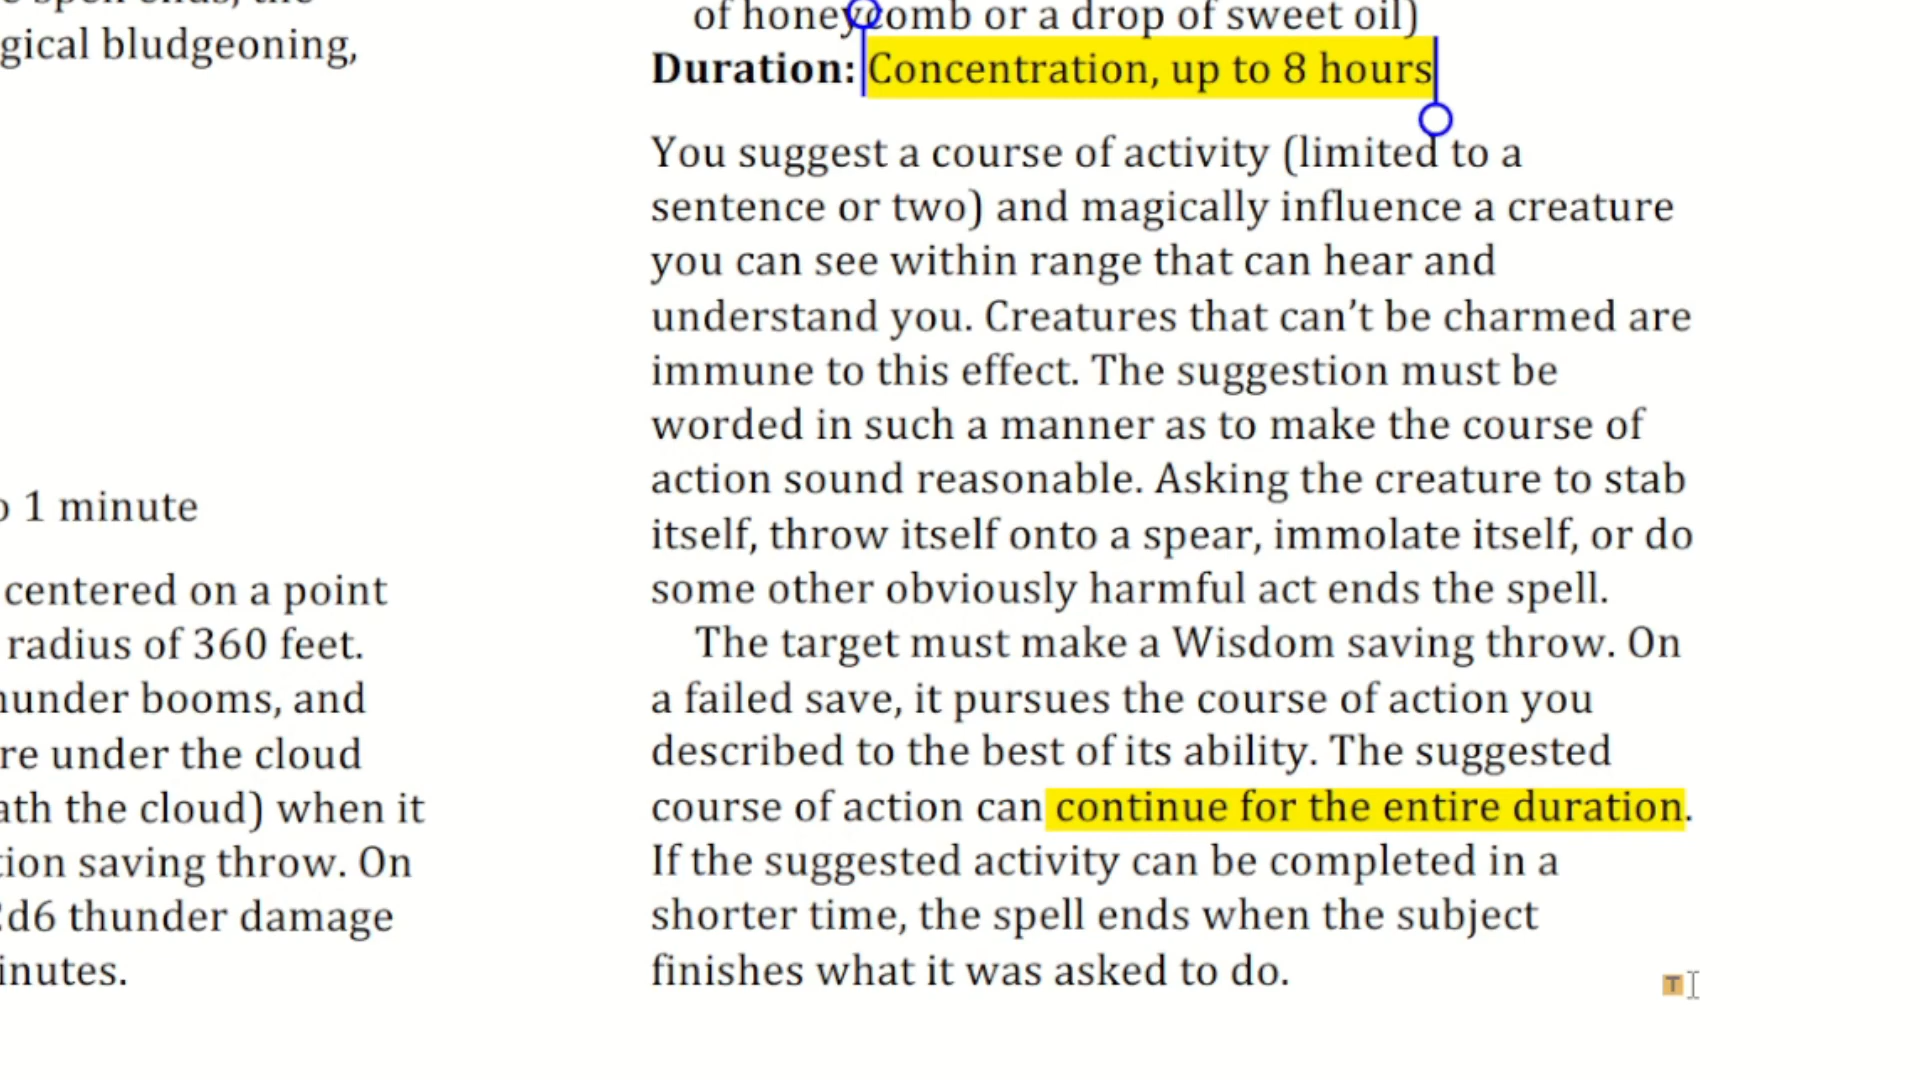 gical bludgeoning,
1 minute
centered on a point
radius of 360 feet.
booms, and
under the cloud
the cloud) when it
saving throw. On
thunder damage
of honeycomb or a drop of sweet oil)
Duration: Concentration, up to 8 hours
You suggest a course of activity (limited to a
sentence or two) and magically influence a creature
you can see within range that can hear and
understand you. Creatures that can’t be charmed are
immune to this effect. The suggestion must be
worded in such a manner as to make the course of
action sound reasonable. Asking the creature to stab
itself, throw itself onto a spear, immolate itself, or do
some other obviously harmful act ends the spell.
The target must make a Wisdom saving throw. On
a failed save, it pursues the course of action you
described to the best of its ability. The suggested
course of action can continue for the entire duration.
If the suggested activity can be completed in a
shorter time, the spell ends when the subject
finishes what it was asked to do.
T